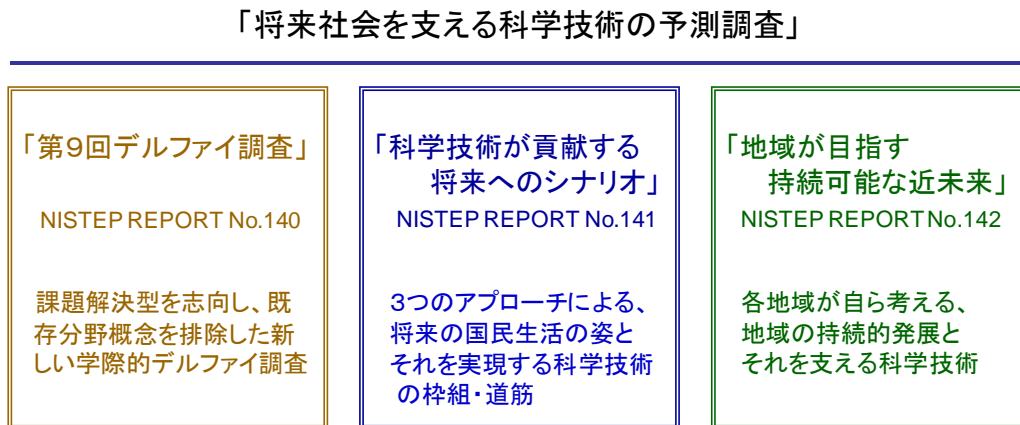 「将来社会を支える科学技術の予測調査」
「第9回デルファイ調査」
NISTEP REPORT No.140
課題解決型を志向し、既
存分野概念を排除した新
しい学際的デルファイ調査
「科学技術が貢献する
将来へのシナリオ」
NISTEP REPORT No.141
3つのアプローチによる、
将来の国民生活の姿と
それを実現する科学技術
の枠組・道筋
「地域が目指す
持続可能な近未来」
NISTEP REPORT No.142
各地域が自ら考える、
地域の持続的発展と
それを支える科学技術